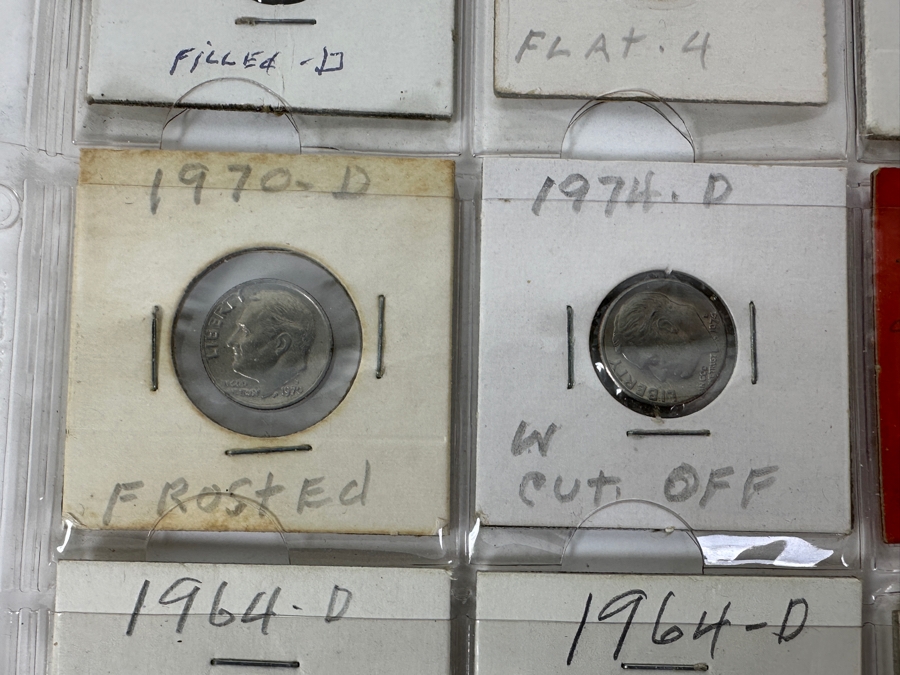 FiLLEd - D
FLAt. 4
1970-D
1974. D
LIBERTY
LIBERTY
FRostEd
W
cut. OFF
1964-D
1964-D